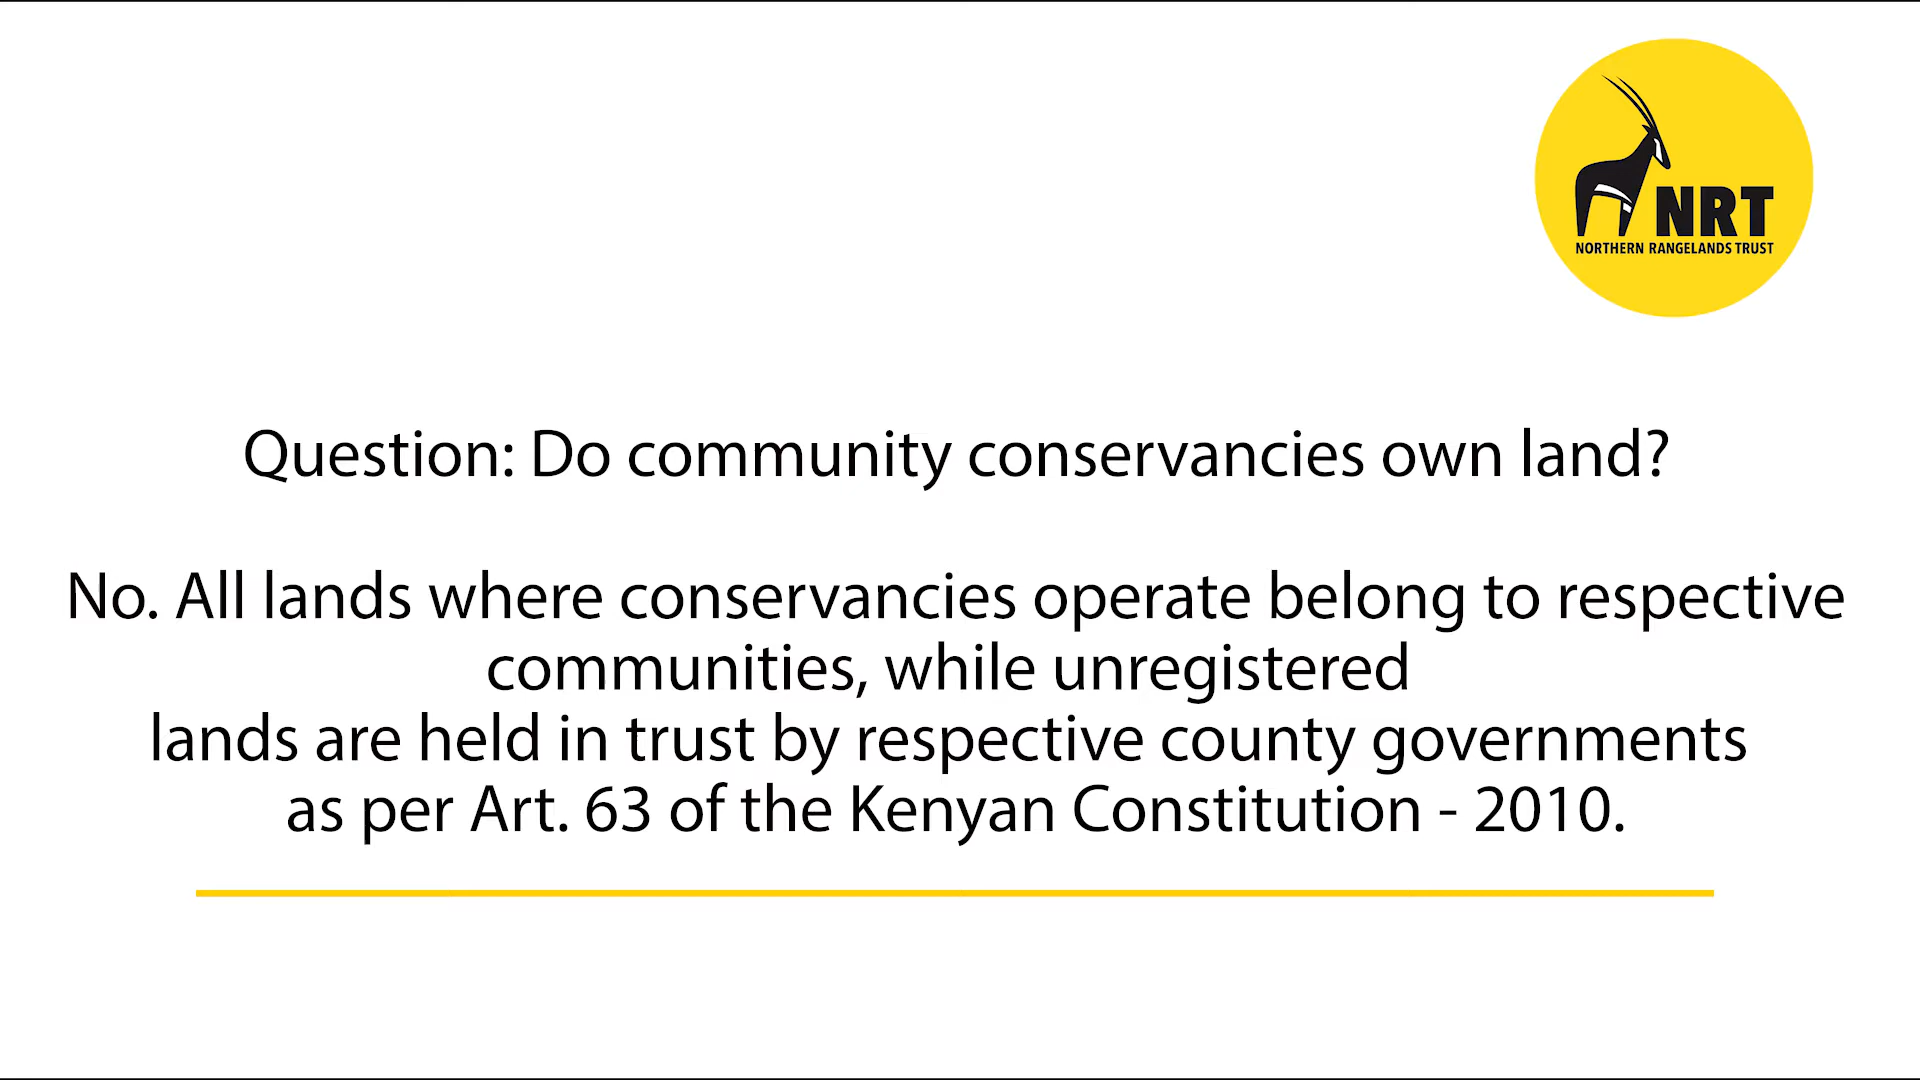 NRT
NORTHERN RANGELANDS TRUST
Question: Do community conservancies own land?
No. All lands where conservancies operate belong to respective
communities, while unregistered
lands are held in trust by respective county governments
as per Art. 63 of the Kenyan Constitution - 2010.